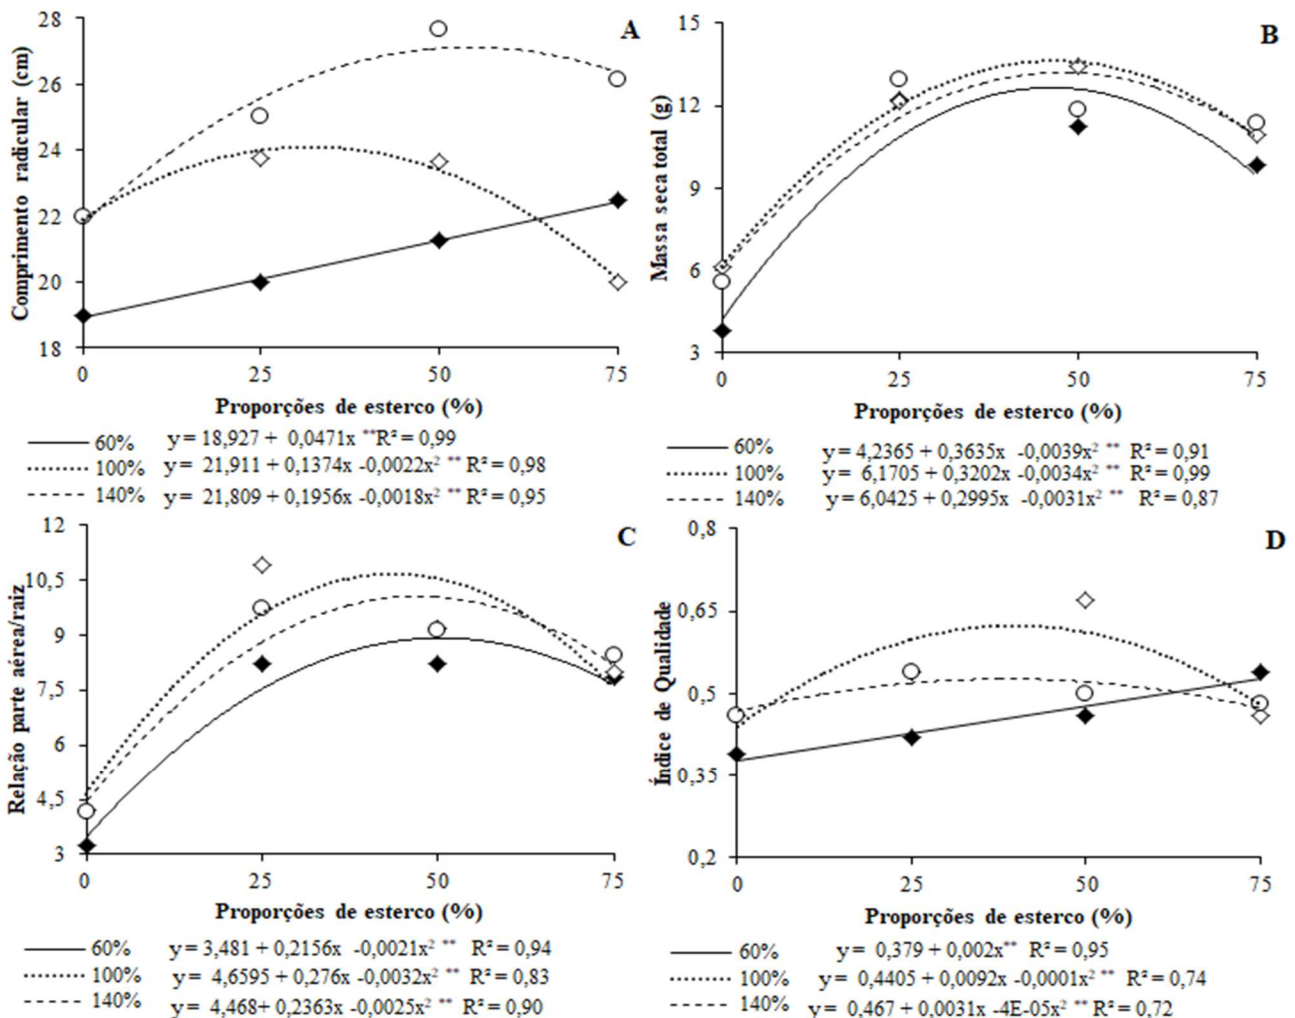 A
Comprimento radicular (cm)
28
26
24
22
20
18
0 25 50 75
Proporções de esterco (%)
60% y = 18,927 + 0,0471x **R² = 0,99
100% y = 21,911 + 0,1374x -0,0022x² ** R² = 0,98
140% y = 21,809 + 0,1956x -0,0018x² ** R² = 0,95
B
Massa seca total (g)
15
12
9
6
3
0 25 50 75
Proporções de esterco (%)
60% y = 4,2365 + 0,3635x -0,0039x² ** R² = 0,91
100% y = 6,1705 + 0,3202x -0,0034x² ** R² = 0,99
140% y = 6,0425 + 0,2995x -0,0031x² ** R² = 0,87
C
Relação parte aérea/raiz
12
10,5
9
7,5
6
4,5
3
0 25 50 75
Proporções de esterco (%)
60% y = 3,481 + 0,2156x -0,0021x² ** R² = 0,94
100% y = 4,6595 + 0,276x -0,0032x² ** R² = 0,83
140% y = 4,468+ 0,2363x -0,0025x² ** R² = 0,90
D
Índice de Qualidade
0,8
0,65
0,5
0,35
0,2
0 25 50 75
Proporções de esterco (%)
60% y = 0,379 + 0,002x** R² = 0,95
100% y = 0,4405 + 0,0092x -0,0001x² ** R² = 0,74
140% y = 0,467 + 0,0031x -4E-05x² ** R² = 0,72